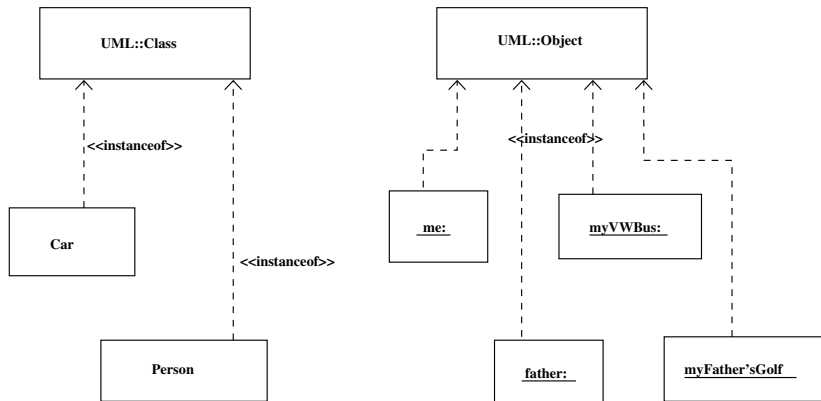 UML::Class
UML::Object
<<instanceof>>
<<instanceof>>
me:
myVWBus:
Car
<<instanceof>>
Person
father:
myFather'sGolf